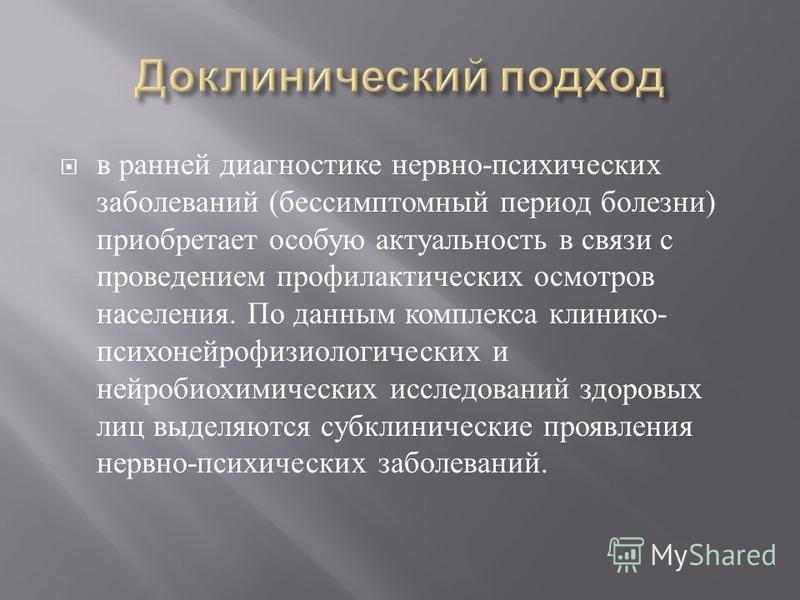 Доклинический подход
в ранней диагностике нервно-психических
заболеваний (бессимптомный период болезни)
приобретает особую актуальность в связи с
проведением профилактических осмотров
населения. По данным комплекса клинико-
психонейрофизиологических и
нейробиохимических исследований здоровых
лиц выделяются субклинические проявления
нервно-психических заболеваний.
MyShared